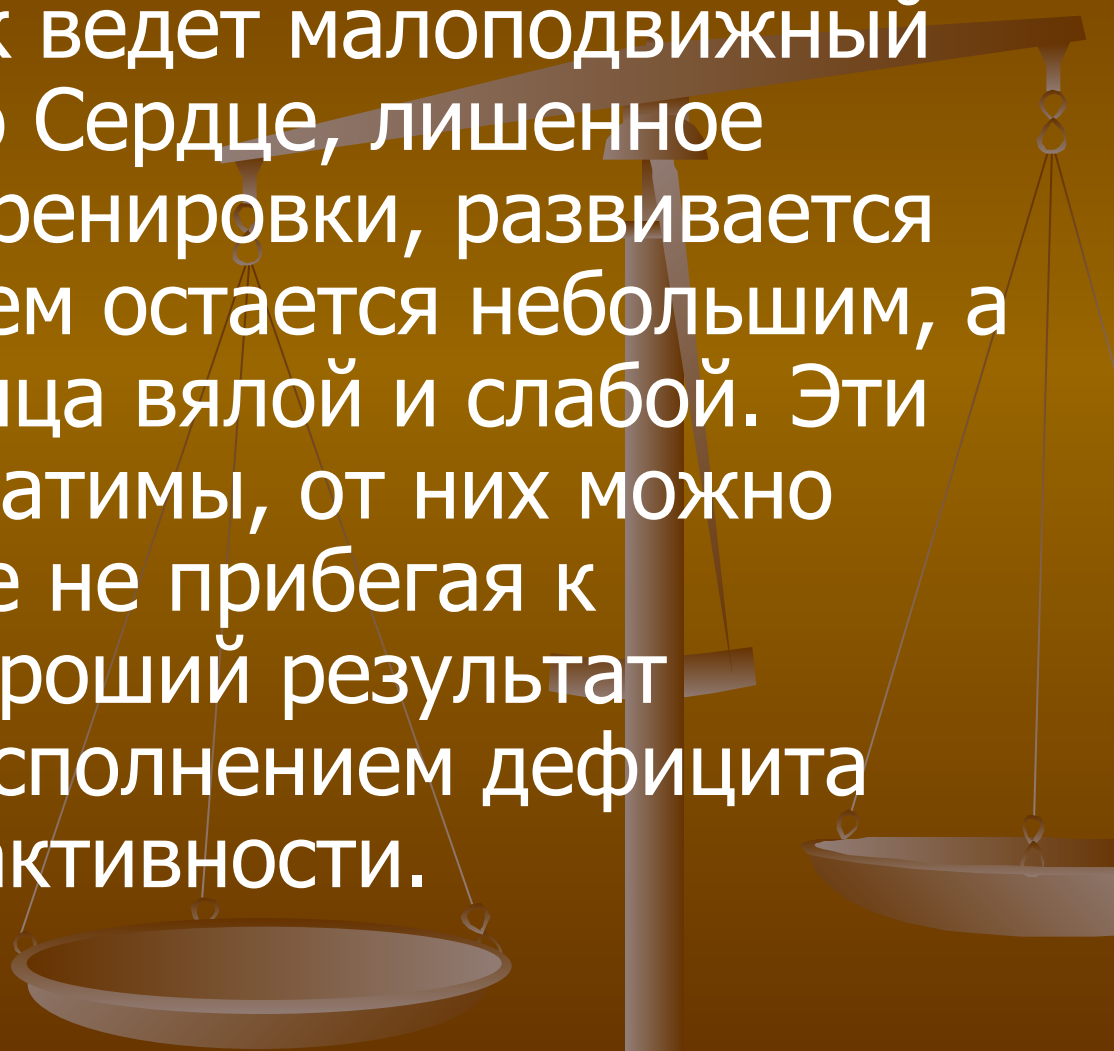 к ведет малоподвижный
о Сердце, лишенное
ренировки, развивается
ем остается небольшим, а
ца вялой и слабой. Эти
атимы, от них можно
е не прибегая к
роший результат
сполнением дефицита
активности.